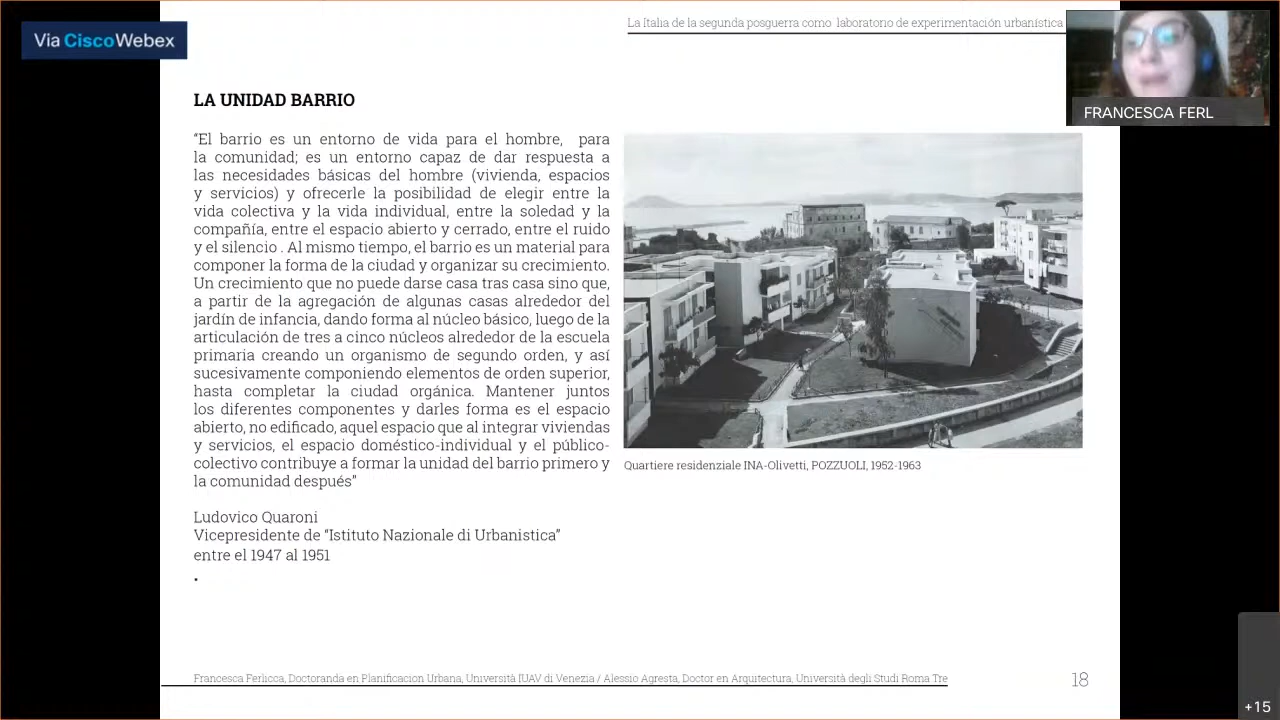 Via CiscoWebex
La Italia de la segunda posguerra como laboratorio de experimentación urbanística
FRANCESCA FERL
LA UNIDAD BARRIO
“El barrio es un entorno de vida para el hombre, para
la comunidad; es un entorno capaz de dar respuesta a
las necesidades básicas del hombre (vivienda, espacios
y servicios) y ofrecerle la posibilidad de elegir entre la
vida colectiva y la vida individual, entre la soledad y la
compañía, entre el espacio abierto y cerrado, entre el ruido
y el silencio . Al mismo tiempo, el barrio es un material para
componer la forma de la ciudad y organizar su crecimiento.
Un crecimiento que no puede darse casa tras casa sino que,
a partir de la agregación de algunas casas alrededor del
jardín de infancia, dando forma al núcleo básico, luego de la
articulación de tres a cinco núcleos alrededor de la escuela
primaria creando un organismo de segundo orden, y así
sucesivamente componiendo elementos de orden superior,
hasta completar la ciudad orgánica. Mantener juntos
los diferentes componentes y darles forma es el espacio
abierto, no edificado, aquel espacio que al integrar viviendas
y servicios, el espacio doméstico-individual y el público-
colectivo contribuye a formar la unidad del barrio primero y
la comunidad después”
Ludovico Quaroni
Vicepresidente de “Istituto Nazionale di Urbanistica”
entre el 1947 al 1951
.
Quartiere residenziale INA-Olivetti, POZZUOLI, 1952-1963
Francesca Ferlicca, Doctoranda en Planificacion Urbana, Università IUAV di Venezia / Alessio Agresta, Doctor en Arquitectura, Università degli Studi Roma Tre
18
+15